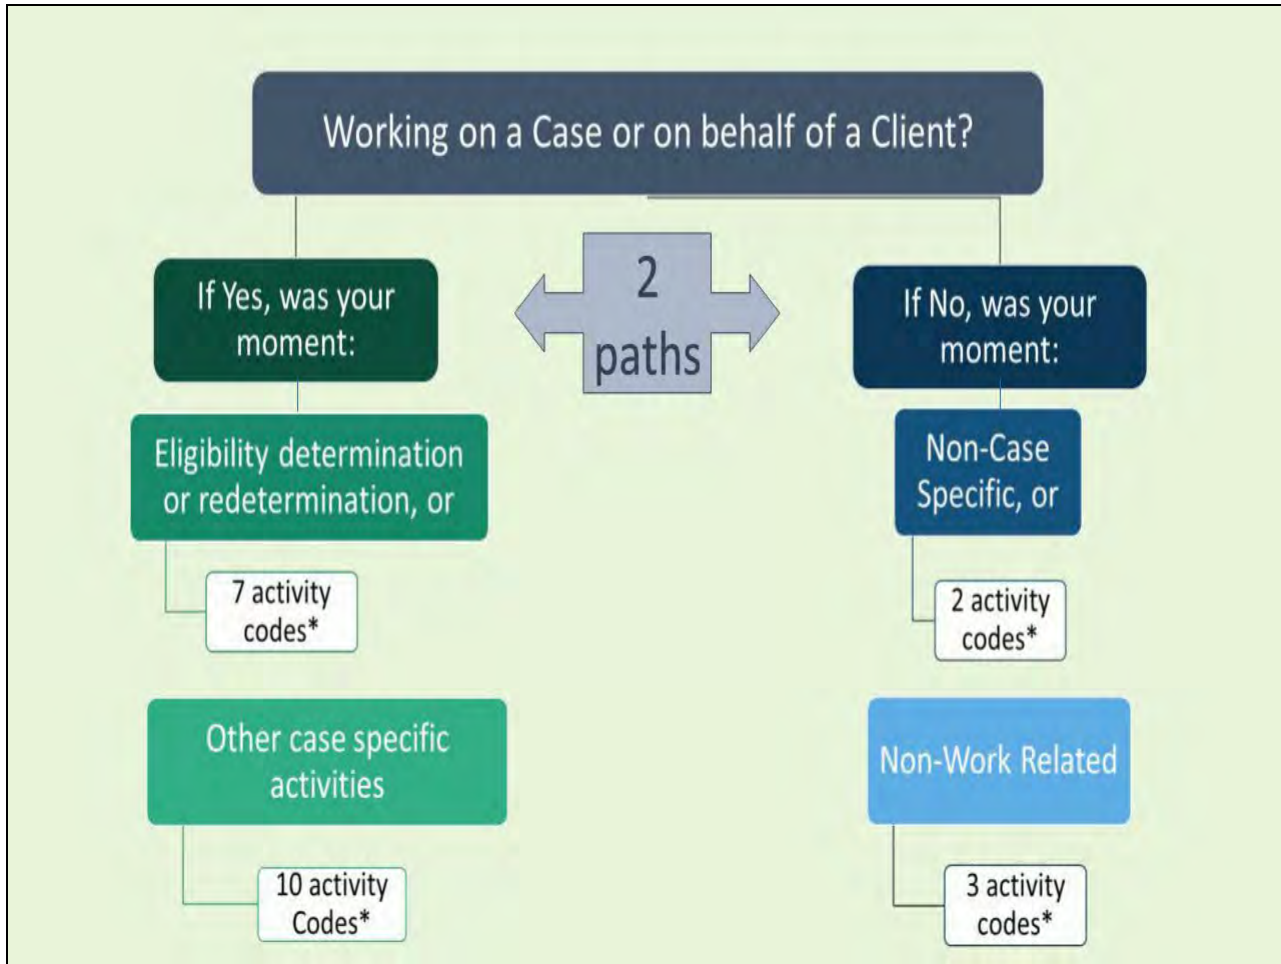 Working on a Case or on behalf of a Client?
2
paths
If Yes, was your
moment:
Eligibility determination
or redetermination, or
7 activity
codes*
Other case specific
activities
10 activity
Codes*
If No, was your
moment:
Non-Case
Specific, or
2 activity
codes*
Non-Work Related
3 activity
codes*